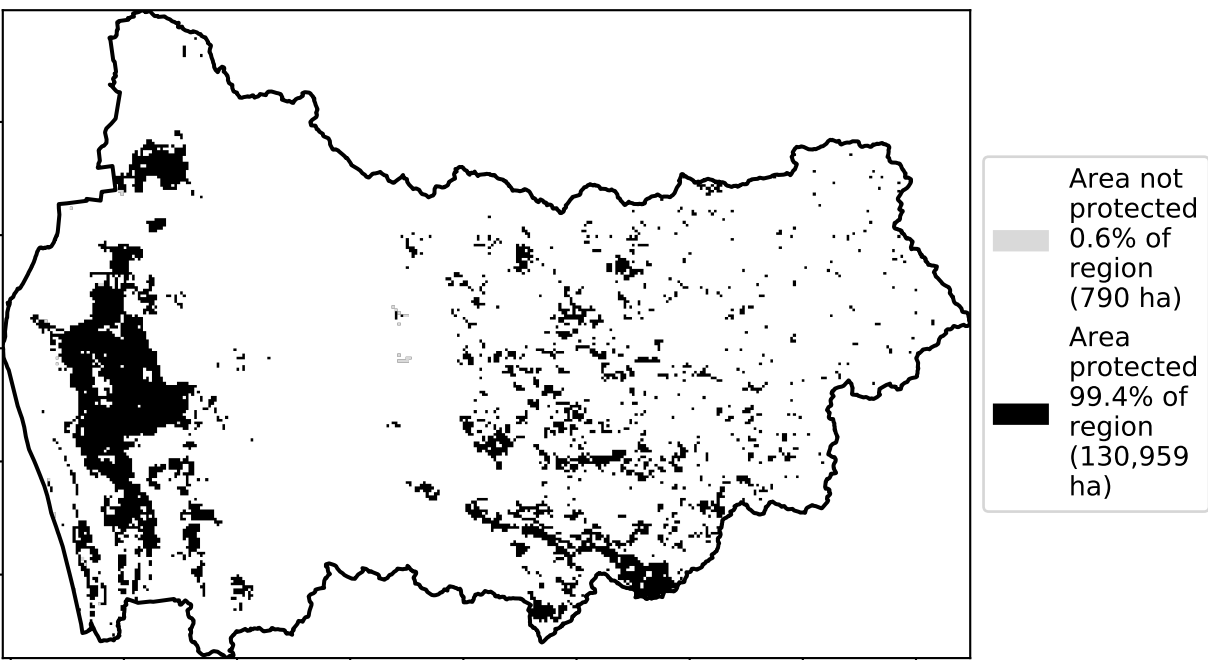 Area not
protected
0.6% of
region
(790 ha)
Area
protected
99.4% of
region
(130,959
ha)